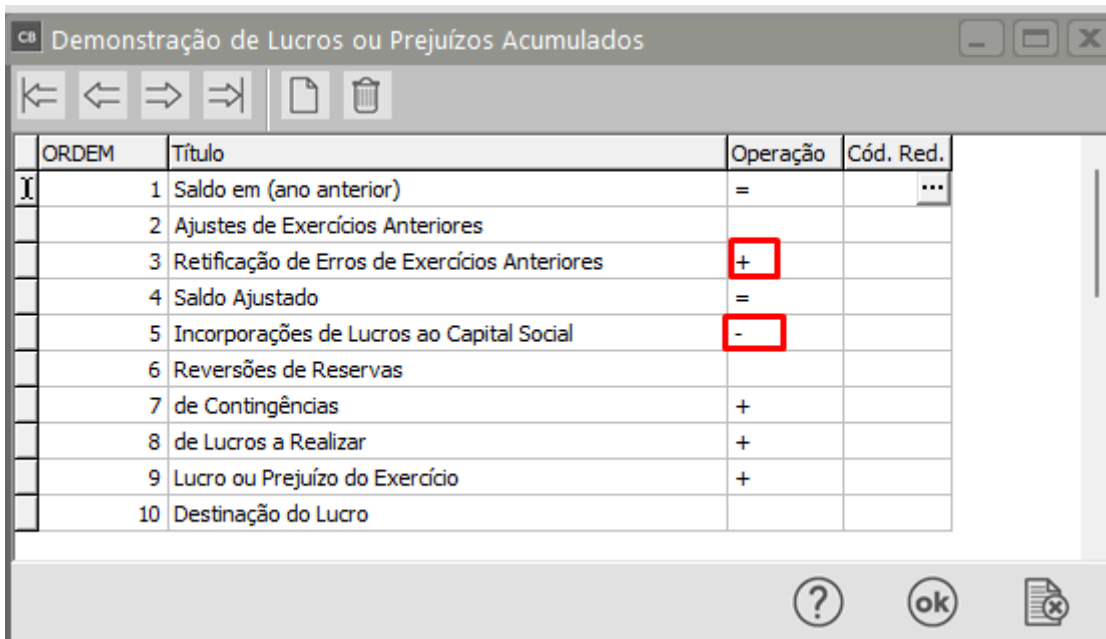 CB Demonstração de Lucros ou Prejuízos Acumulados
ORDEM Título Operação Cód. Red.
1 Saldo em (ano anterior) = ...
2 Ajustes de Exercícios Anteriores
3 Retificação de Erros de Exercícios Anteriores +
4 Saldo Ajustado =
5 Incorporações de Lucros ao Capital Social -
6 Reversões de Reservas
7 de Contingências +
8 de Lucros a Realizar +
9 Lucro ou Prejuízo do Exercício +
10 Destinação do Lucro
? ok